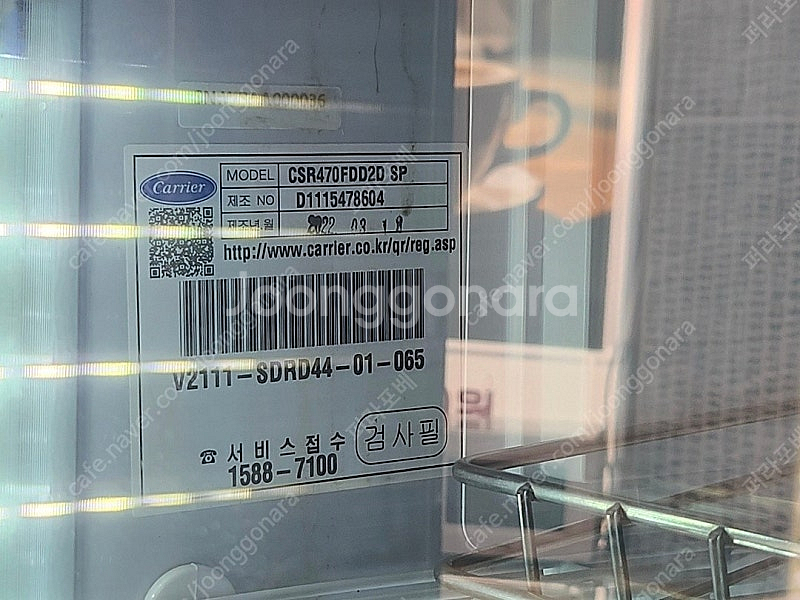 Carrier
MODEL CSR470FDD2D SP
제조 NO D1115478604
제조년.월 2022. 03. 18
http://www.carrier.co.kr/qr/reg.asp
Joonggonara
V2111-SDRD44-01-065
☎ 서비스접수 검사필
1588-7100